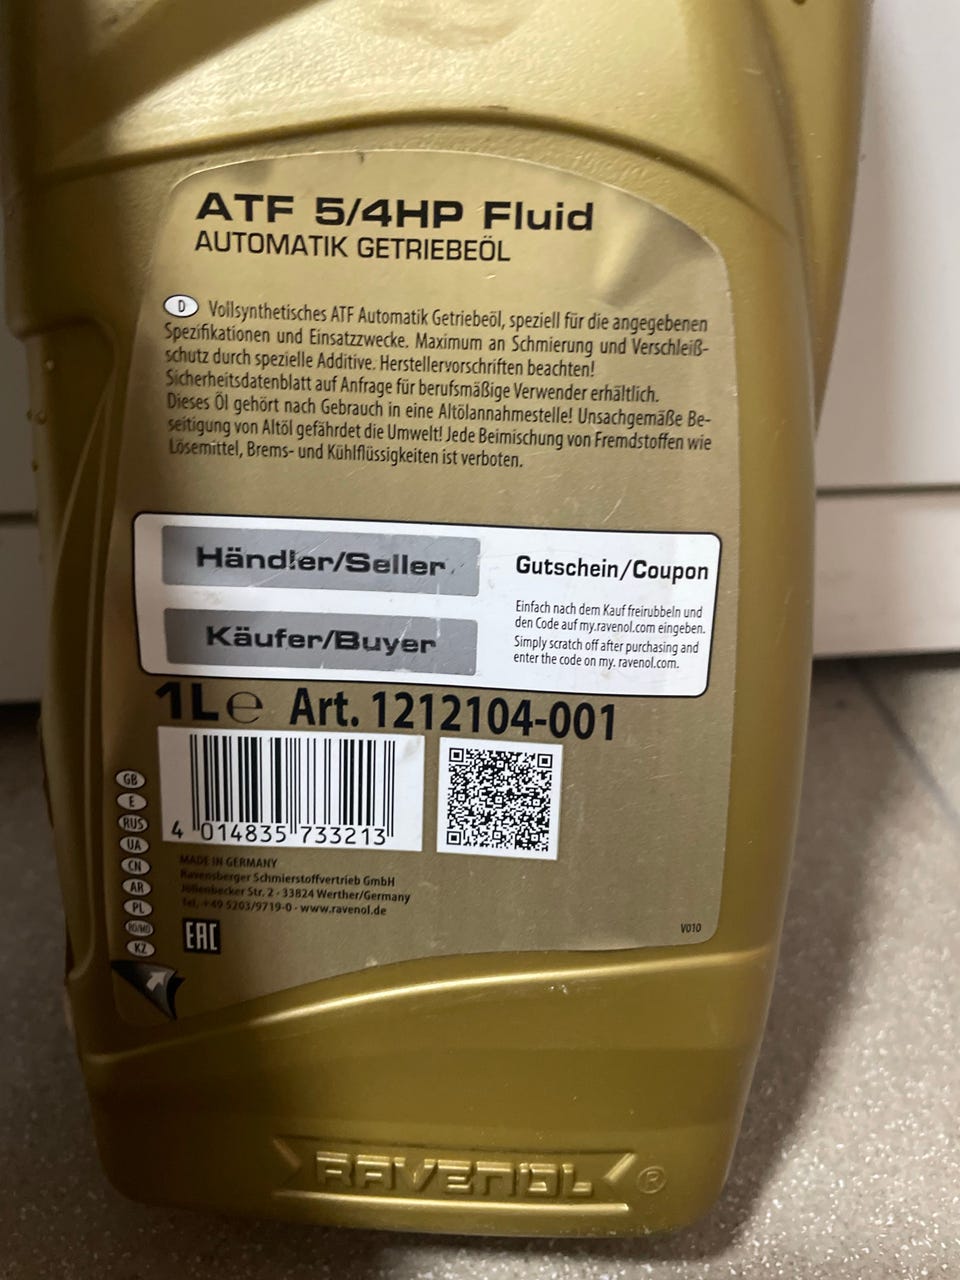 ATF 5/4HP Fluid
AUTOMATIK GETRIEBEÖL
D Vollsynthetisches ATF Automatik Getriebeöl, speziell für die angegebenen
Spezifikationen und Einsatzzwecke. Maximum an Schmierung und Verschleiß-
schutz durch spezielle Additive. Herstellervorschriften beachten!
Sicherheitsdatenblatt auf Anfrage für berufsmäßige Verwender erhältlich.
Dieses Öl gehört nach Gebrauch in eine Altölannahmestelle! Unsachgemäße Be-
seitigung von Altöl gefährdet die Umwelt! Jede Beimischung von Fremdstoffen wie
Lösemittel, Brems- und Kühlflüssigkeiten ist verboten.
Händler/Seller
Käufer/Buyer
Gutschein/Coupon
Einfach nach dem Kauf freirubbeln und
den Code auf my.ravenol.com eingeben.
Simply scratch off after purchasing and
enter the code on my. ravenol.com.
1L℮ Art. 1212104-001
4 014835 733213
GB
E
RUS
UA
CN
AR
PL
RO/MD
KZ
MADE IN GERMANY
Ravensberger Schmierstoffvertrieb GmbH
Jöllenbecker Str. 2 · 33824 Werther/Germany
Tel. +49 5203/9719-0 · www.ravenol.de
EAC
V010
RAVENOL ®